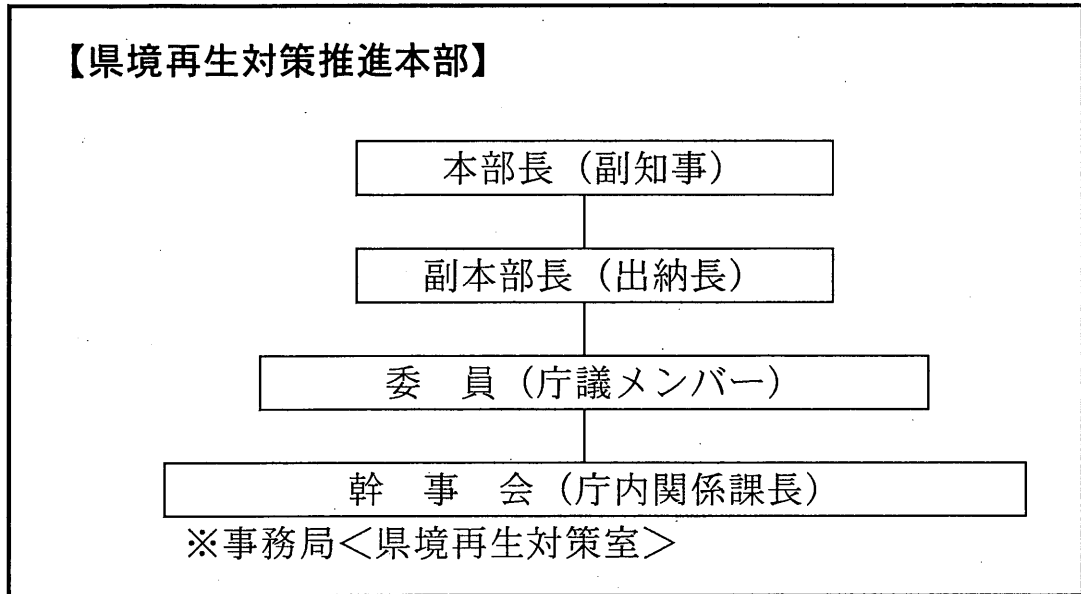 【県境再生対策推進本部】
本部長（副知事）
副本部長（出納長）
委　員（庁議メンバー）
幹　事　会（庁内関係課長）
※事務局＜県境再生対策室＞